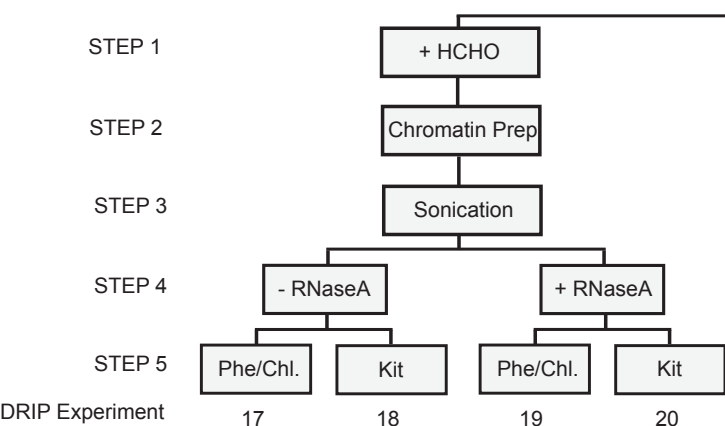 STEP 1 + HCHO
STEP 2 Chromatin Prep
STEP 3 Sonication
STEP 4 - RNaseA + RNaseA
STEP 5 Phe/Chl. Kit Phe/Chl. Kit
DRIP Experiment 17 18 19 20